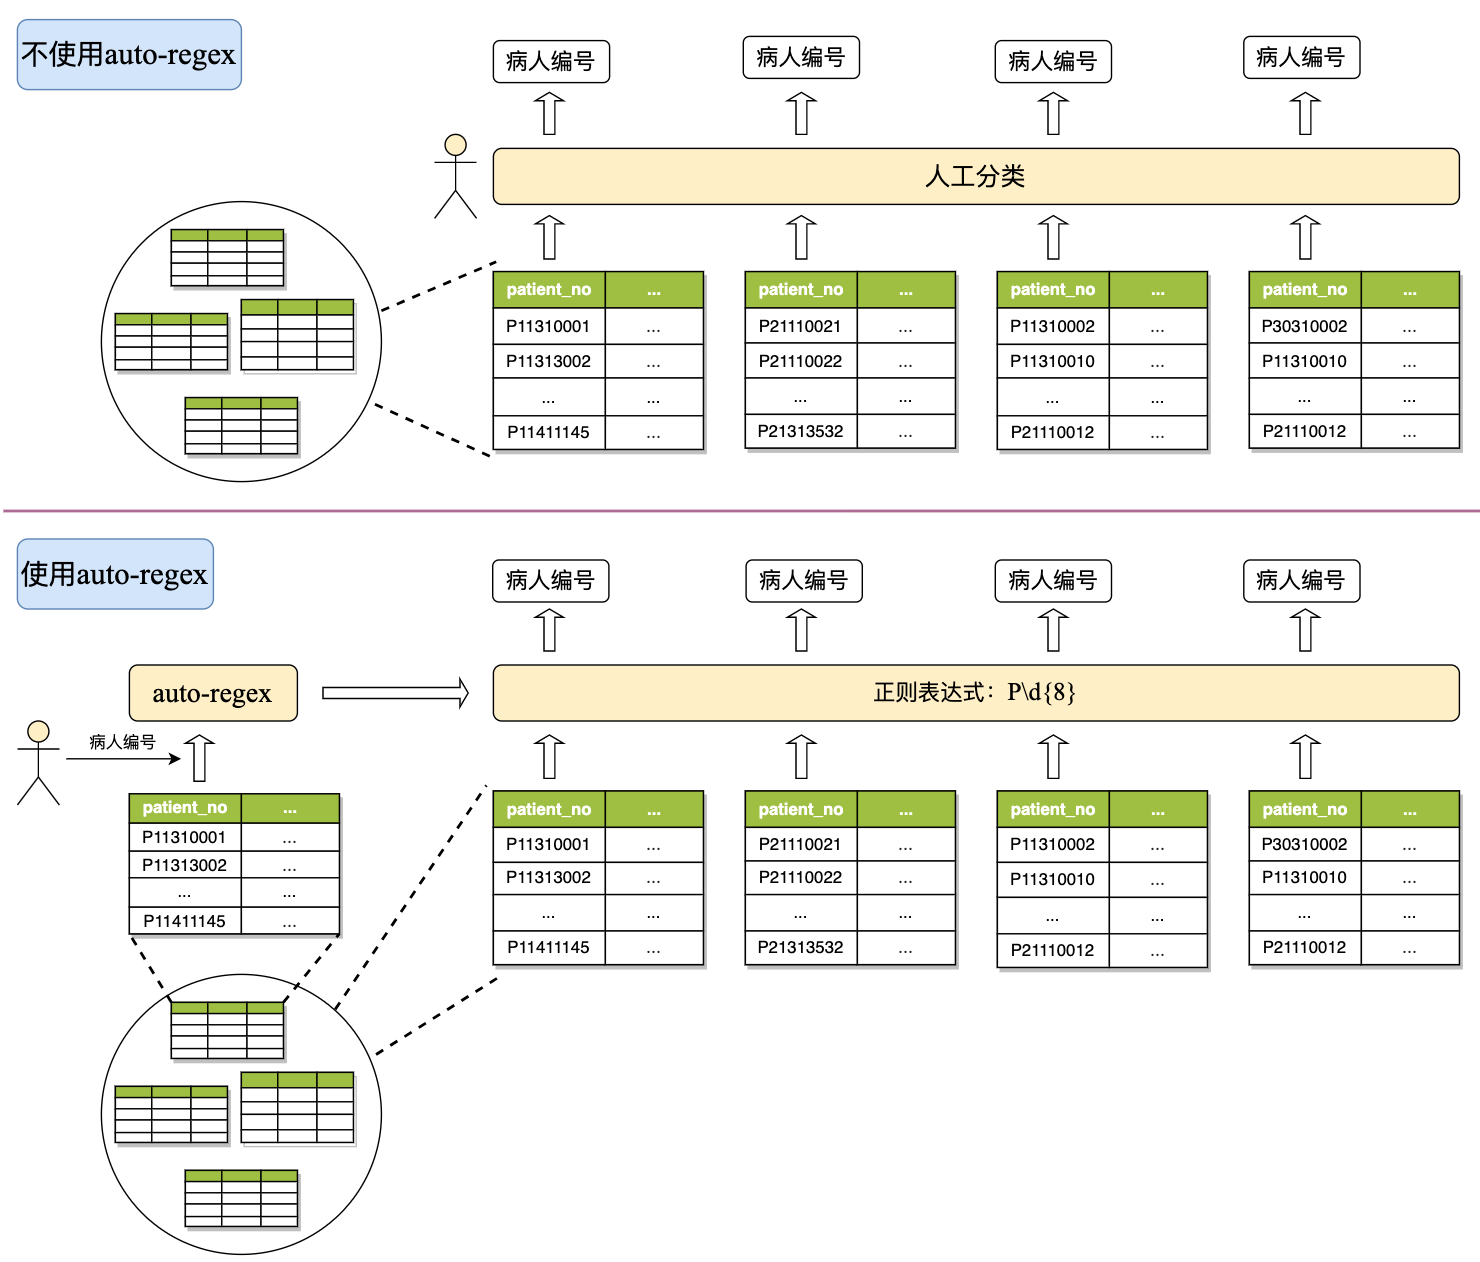 不使用auto-regex
病人编号 病人编号 病人编号 病人编号
人工分类
patient_no ... patient_no ... patient_no ... patient_no ...
P11310001 ... P21110021 ... P11310002 ... P30310002 ...
P11313002 ... P21110022 ... P11310010 ... P11310010 ...
... ... ... ... ... ... ... ...
P11411145 ... P21313532 ... P21110012 ... P21110012 ...
使用auto-regex
病人编号 病人编号 病人编号 病人编号
auto-regex
正则表达式：P\d{8}
病人编号
patient_no ...
P11310001 ...
P11313002 ...
... ...
P11411145 ...
patient_no ... patient_no ... patient_no ... patient_no ...
P11310001 ... P21110021 ... P11310002 ... P30310002 ...
P11313002 ... P21110022 ... P11310010 ... P11310010 ...
... ... ... ... ... ... ... ...
P11411145 ... P21313532 ... P21110012 ... P21110012 ...